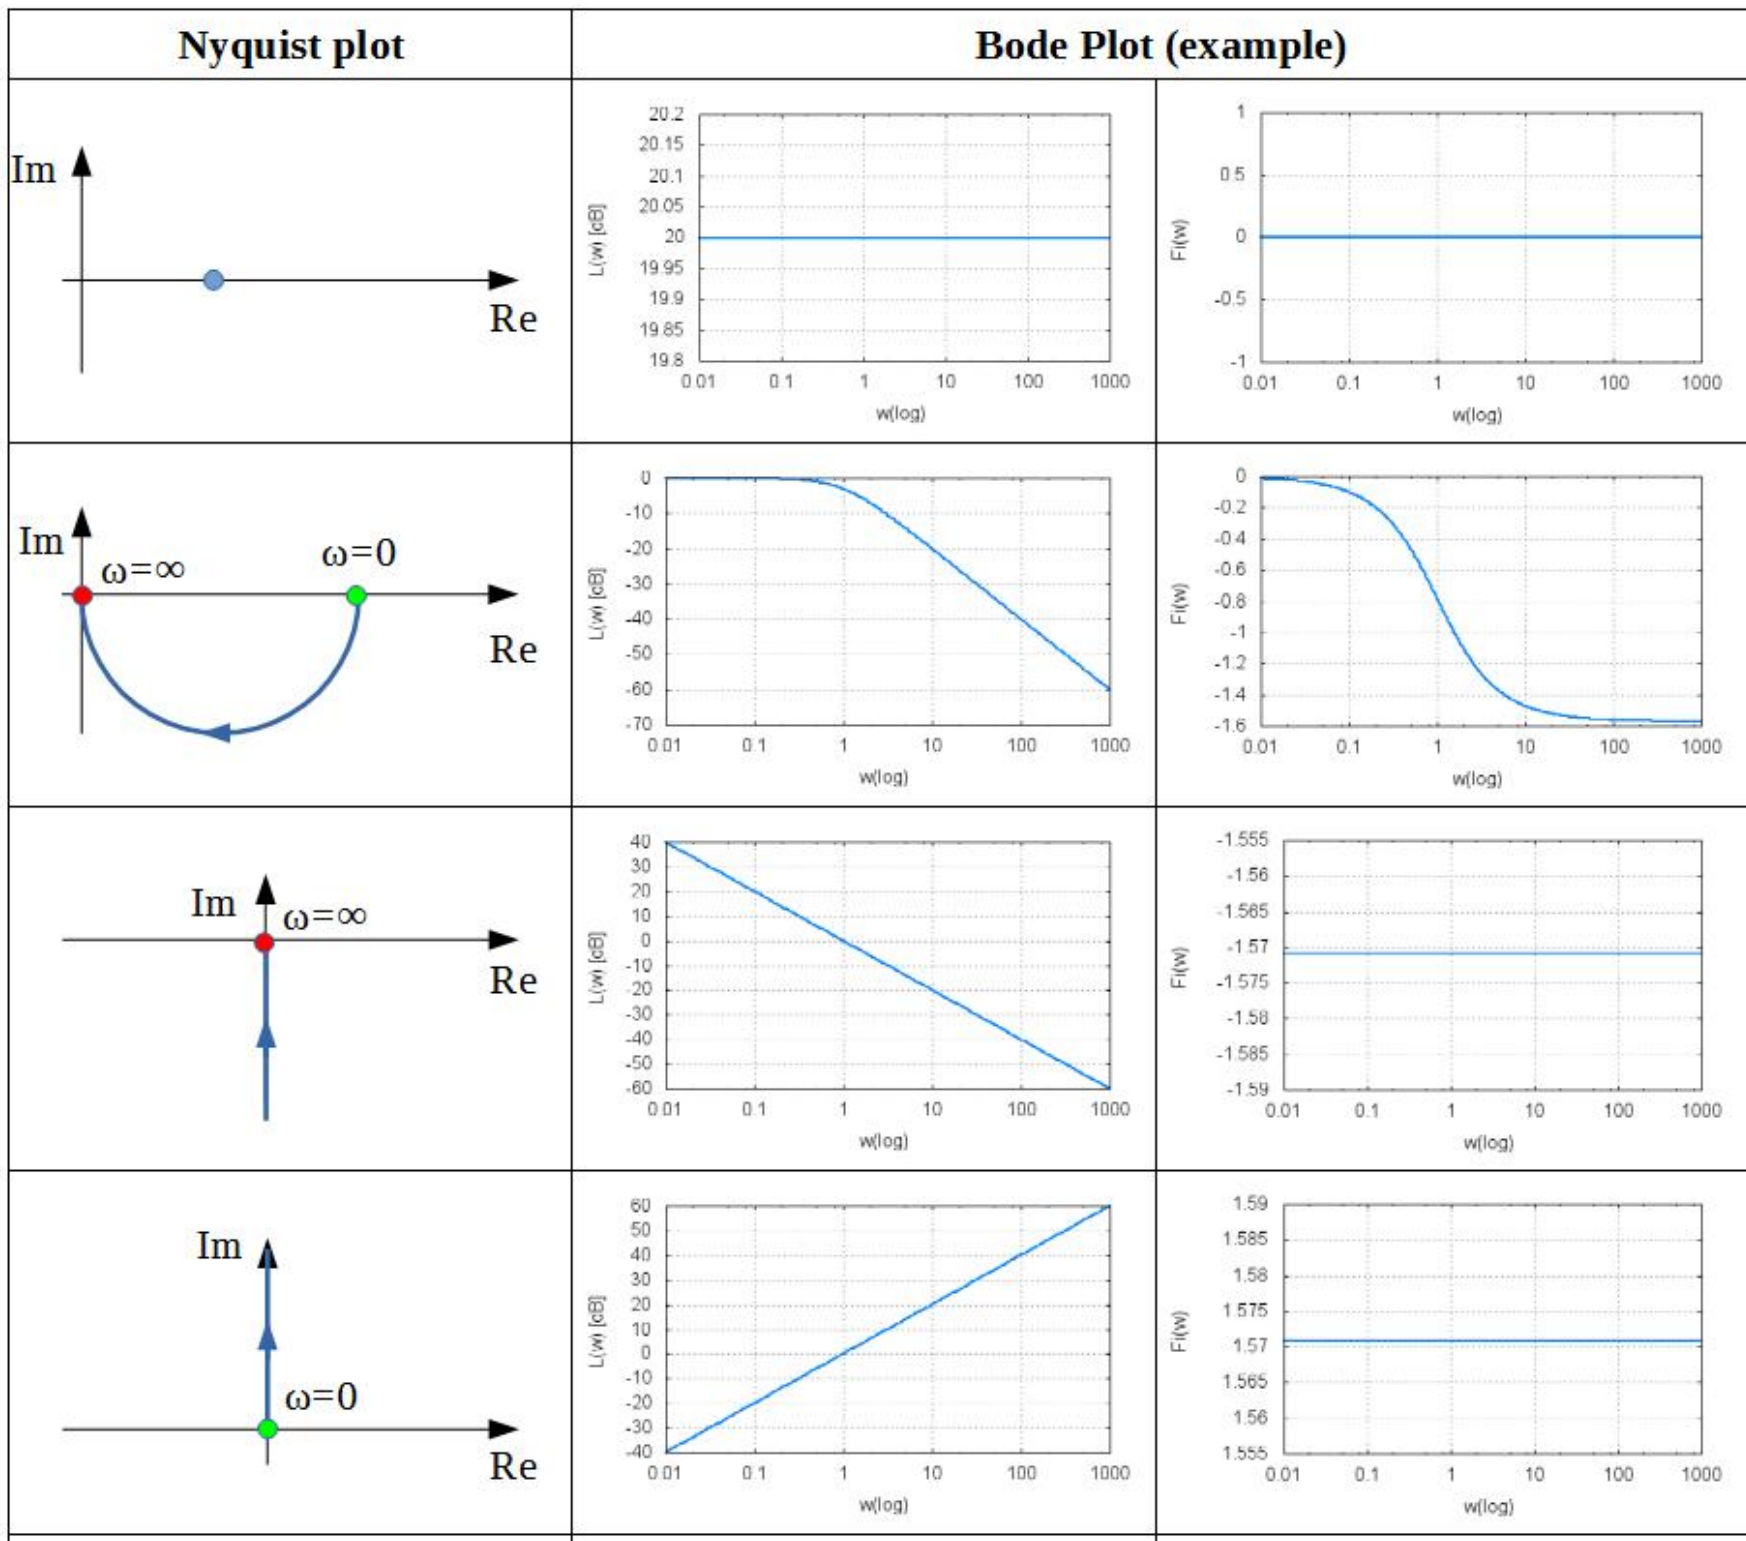 Nyquist plot
Bode Plot (example)
Im
Re
20.2
20.15
20.1
20.05
20
19.95
19.9
19.85
19.8
L(w) [dB]
0.01 0.1 1 10 100 1000
w(log)
1
0.5
0
-0.5
-1
Fi(w)
0.01 0.1 1 10 100 1000
w(log)
Im
ω=∞
ω=0
Re
0
-10
-20
-30
-40
-50
-60
-70
L(w) [dB]
0.01 0.1 1 10 100 1000
w(log)
0
-0.2
-0.4
-0.6
-0.8
-1
-1.2
-1.4
-1.6
Fi(w)
0.01 0.1 1 10 100 1000
w(log)
Im
ω=∞
Re
40
30
20
10
0
-10
-20
-30
-40
-50
-60
L(w) [dB]
0.01 0.1 1 10 100 1000
w(log)
-1.555
-1.56
-1.565
-1.57
-1.575
-1.58
-1.585
-1.59
Fi(w)
0.01 0.1 1 10 100 1000
w(log)
Im
ω=0
Re
60
50
40
30
20
10
0
-10
-20
-30
-40
L(w) [dB]
0.01 0.1 1 10 100 1000
w(log)
1.59
1.585
1.58
1.575
1.57
1.565
1.56
1.555
Fi(w)
0.01 0.1 1 10 100 1000
w(log)